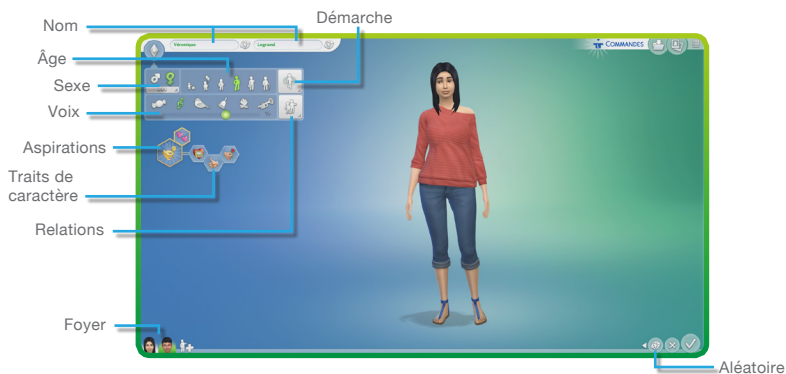 Nom
Démarche
Véronique
Legrand
COMMANDES
Âge
Sexe
Voix
Aspirations
Traits de
caractère
Relations
Foyer
Aléatoire